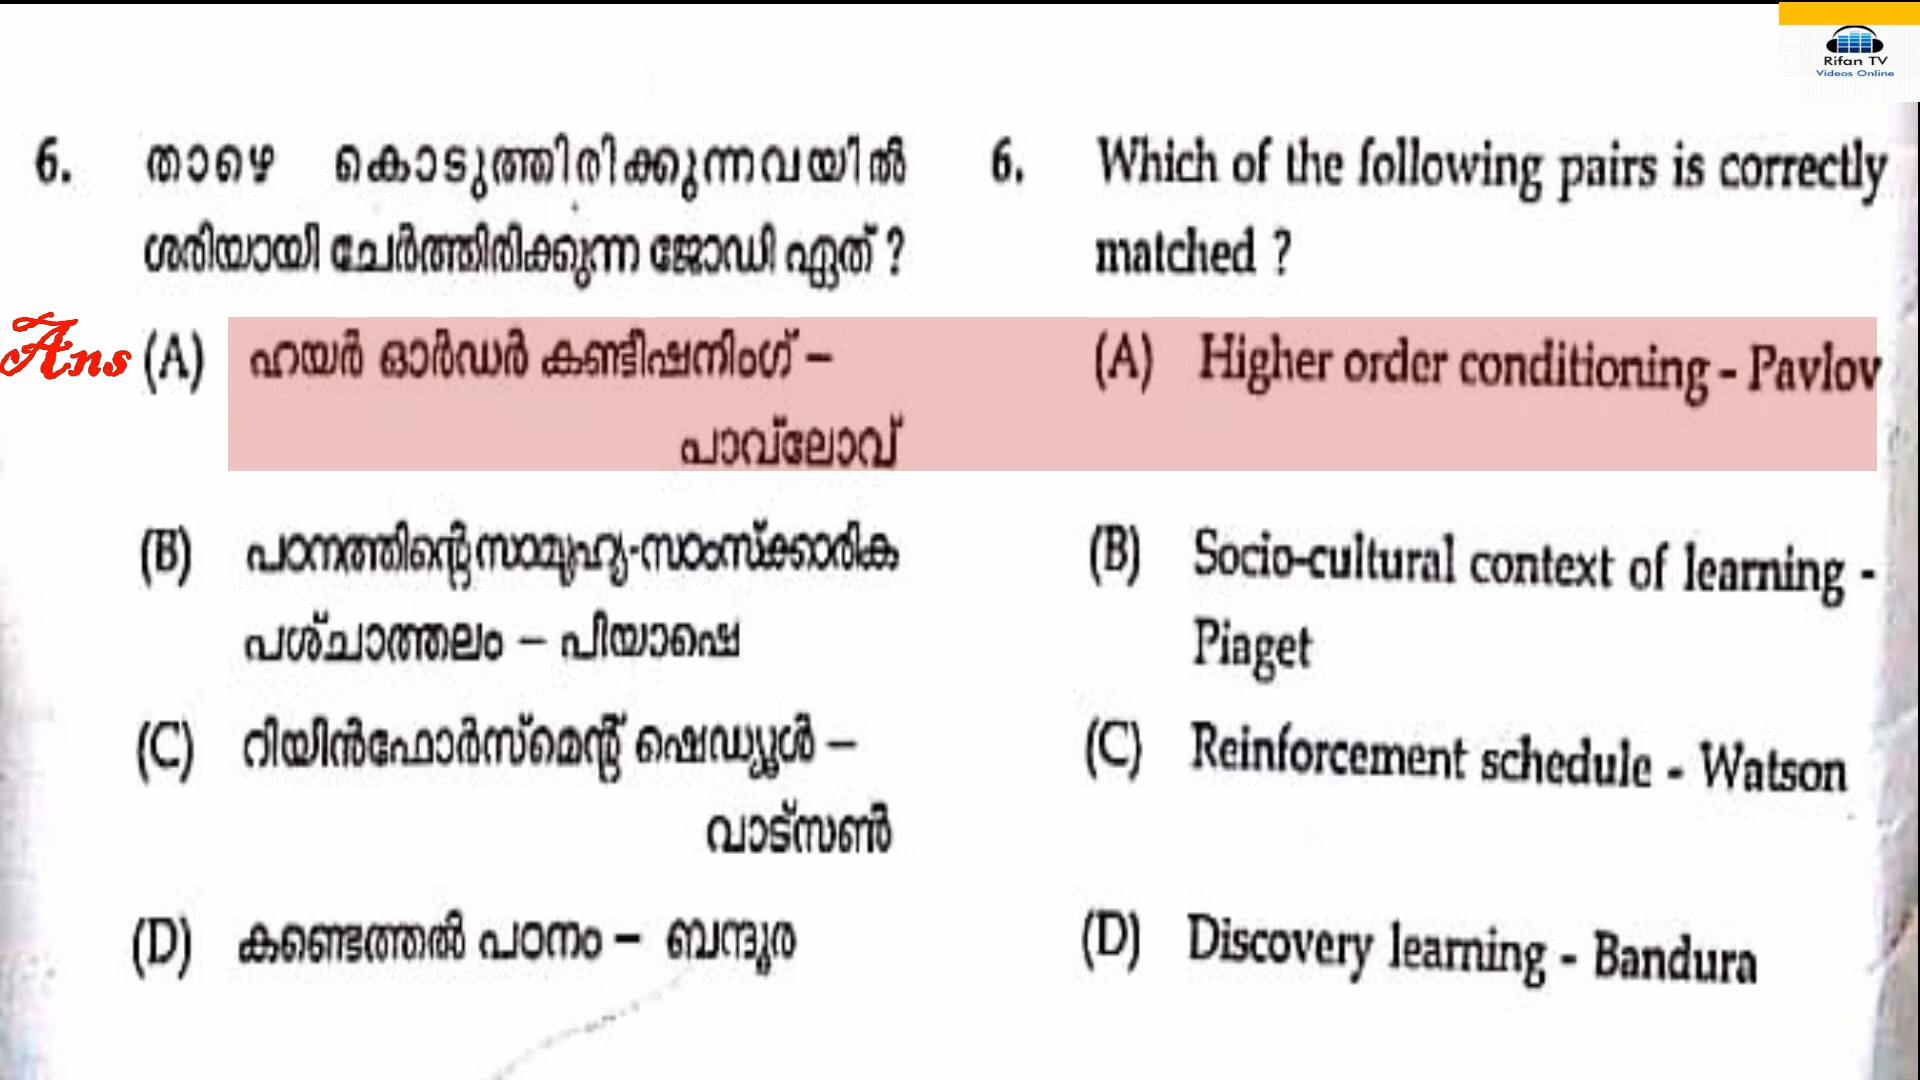 Rifan TV
Videos Online
6. താഴെ കൊടുത്തിരിക്കുന്നവയിൽ
ശരിയായി ചേർത്തിരിക്കുന്ന ജോഡി ഏത് ?
Ans (A) ഹയർ ഓർഡർ കണ്ടീഷനിംഗ് –
പാവ്‌ലോവ്
(B) പഠനത്തിന്റെ സാമൂഹ്യ-സാംസ്ക്കാരിക
പശ്ചാത്തലം – പിയാഷെ
(C) റിയിൻഫോർസ്മെന്റ് ഷെഡ്യൂൾ –
വാട്സൺ
(D) കണ്ടെത്തൽ പഠനം – ബന്ദുര
6. Which of the following pairs is correctly
matched ?
(A) Higher order conditioning - Pavlov
(B) Socio-cultural context of learning -
Piaget
(C) Reinforcement schedule - Watson
(D) Discovery learning - Bandura